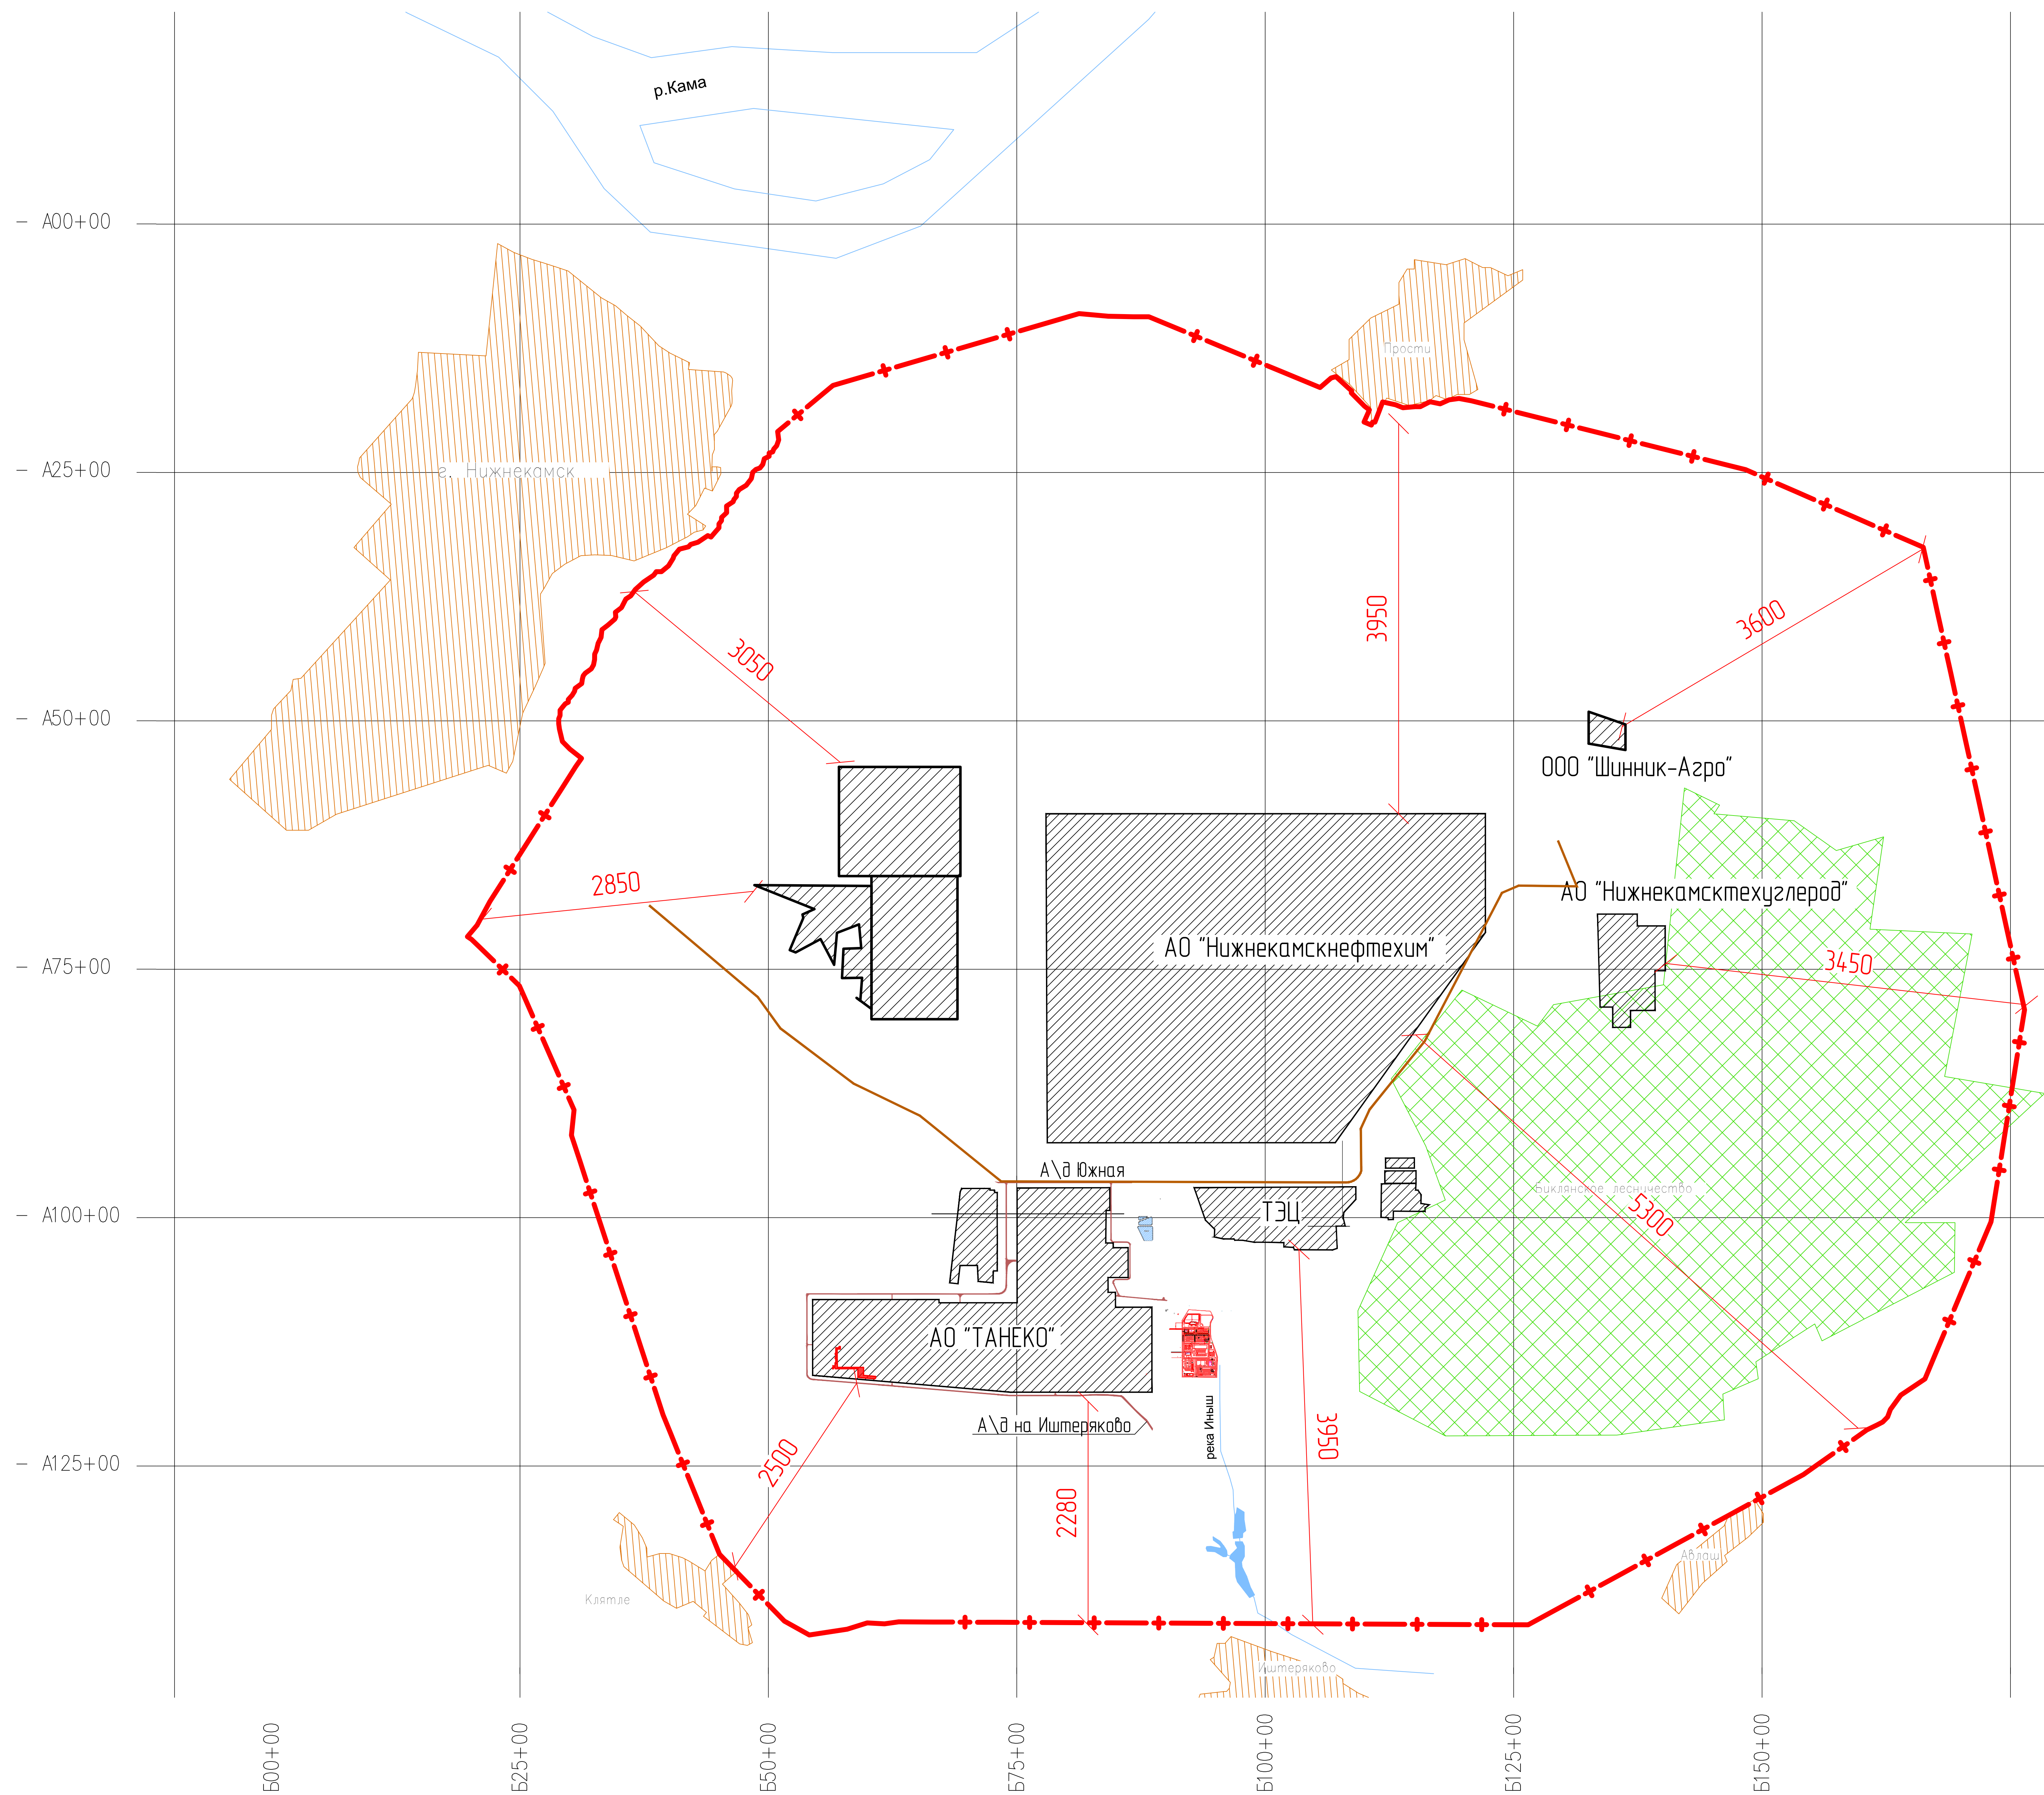 р.Кама
- А00+00
Прости
- А25+00
г. Нижнекамск
3950
3600
3050
- А50+00
ООО "Шинник-Агро"
2850
АО "Нижнекамсктехуглерод"
АО "Нижнекамскнефтехим"
- А75+00
3450
А\д Южная
Биклянское лесничество
- А100+00
ТЭЦ
5300
АО "ТАНЕКО"
А\д на Иштеряково
река Иныш
3950
- А125+00
2500
2280
Авлаш
Клятле
Иштеряково
Б00+00
Б25+00
Б50+00
Б75+00
Б100+00
Б125+00
Б150+00